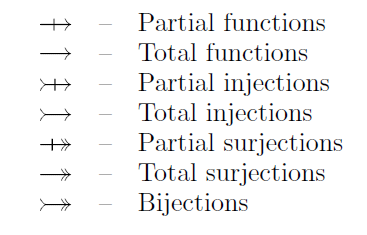 ⇸ – Partial functions
→ – Total functions
⤔ – Partial injections
↣ – Total injections
⤀ – Partial surjections
↠ – Total surjections
⤖ – Bijections